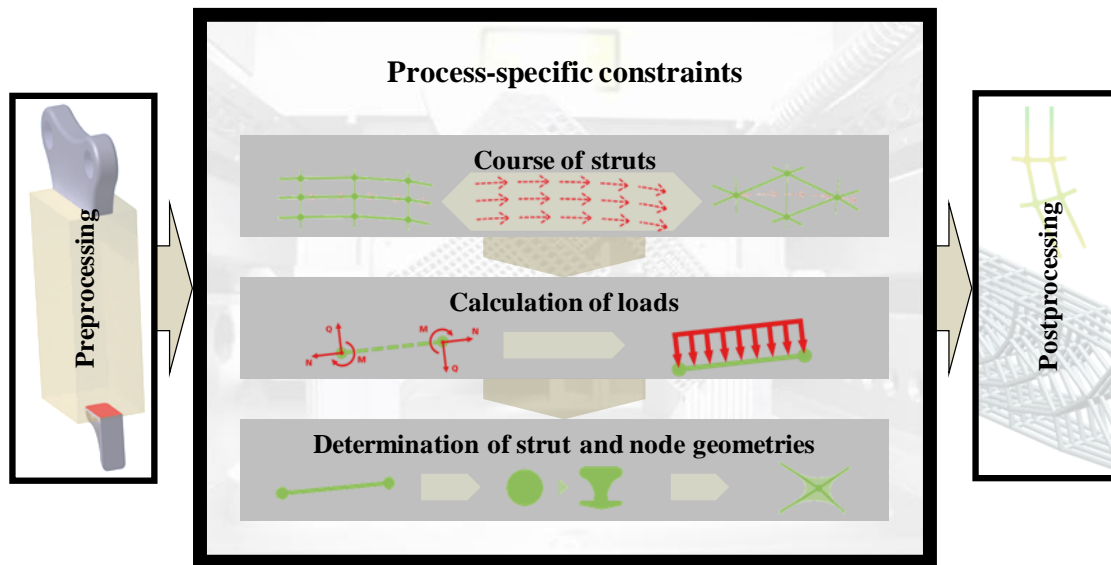 Process-specific constraints
Preprocessing
Course of struts
Calculation of loads
Q
M
N
N
M
Q
Determination of strut and node geometries
Postprocessing